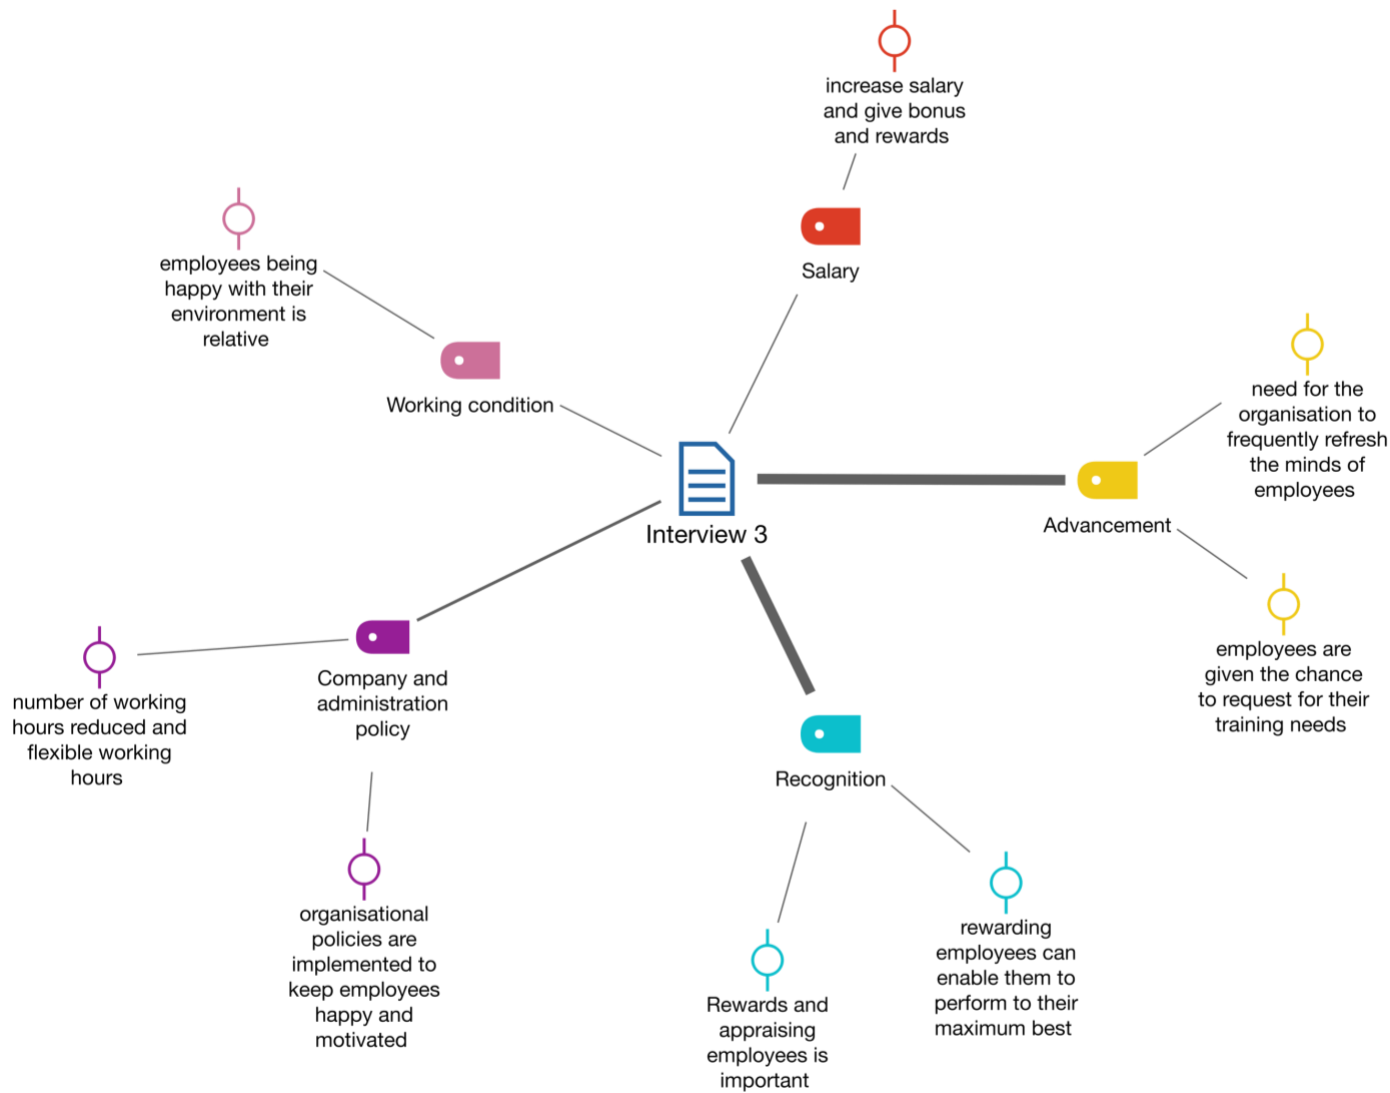 increase salary
and give bonus
and rewards
Salary
employees being
happy with their
environment is
relative
Working condition
need for the
organisation to
frequently refresh
the minds of
employees
Advancement
Interview 3
employees are
given the chance
to request for their
training needs
Company and
administration
policy
number of working
hours reduced and
flexible working
hours
Recognition
organisational
policies are
implemented to
keep employees
happy and
motivated
Rewards and
appraising
employees is
important
rewarding
employees can
enable them to
perform to their
maximum best